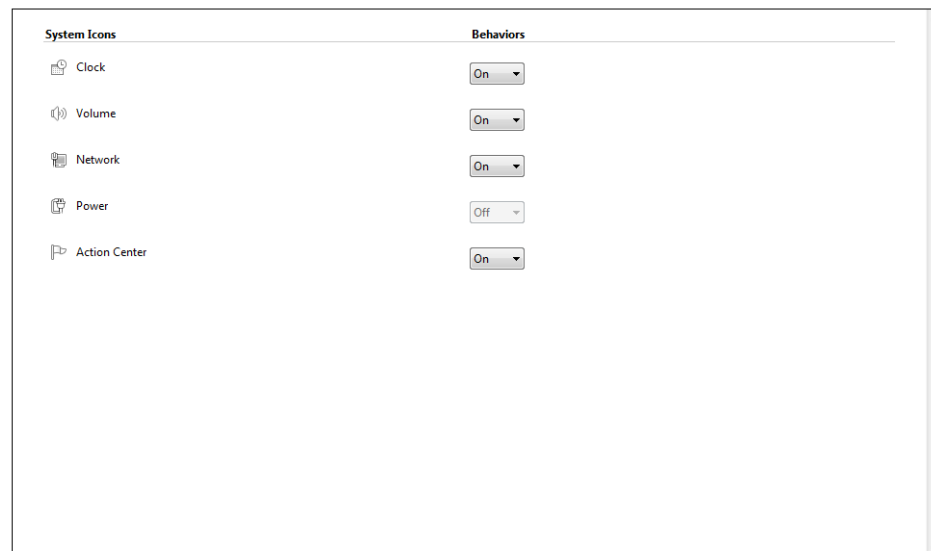 System Icons Behaviors
Clock On
Volume On
Network On
Power Off
Action Center On